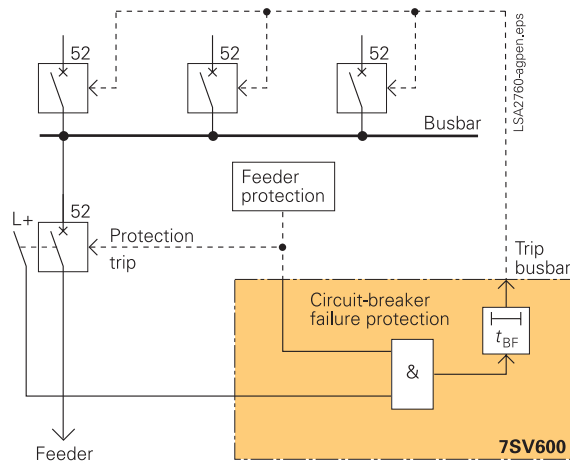 52
52
52
LSA2760-agpen.eps
Busbar
Feeder
protection
L+
52
Protection
trip
Trip
busbar
Circuit-breaker
failure protection
tBF
&
7SV600
Feeder